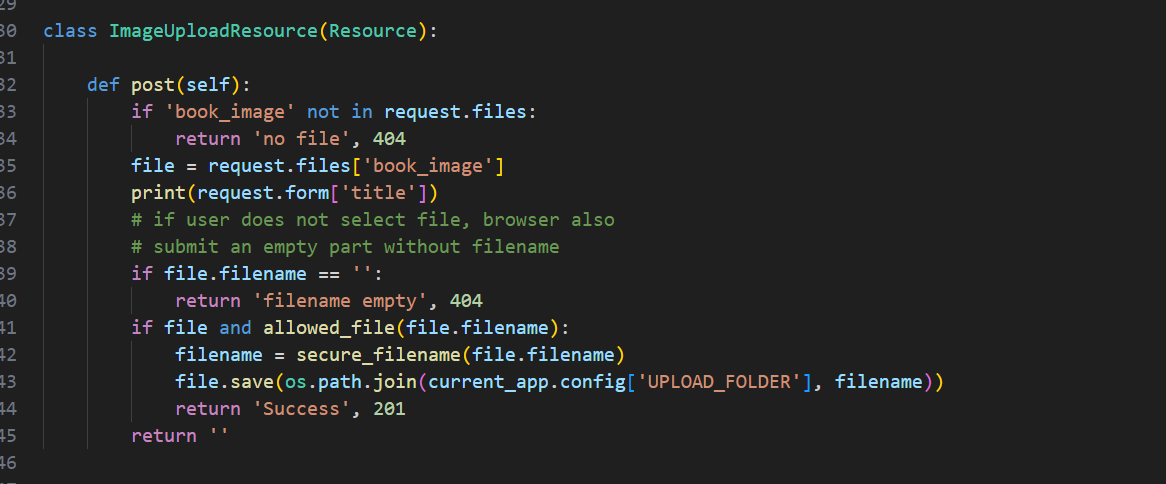 29
30 class ImageUploadResource(Resource):
31
32     def post(self):
33         if 'book_image' not in request.files:
34             return 'no file', 404
35         file = request.files['book_image']
36         print(request.form['title'])
37         # if user does not select file, browser also
38         # submit an empty part without filename
39         if file.filename == '':
40             return 'filename empty', 404
41         if file and allowed_file(file.filename):
42             filename = secure_filename(file.filename)
43             file.save(os.path.join(current_app.config['UPLOAD_FOLDER'], filename))
44             return 'Success', 201
45         return ''
46